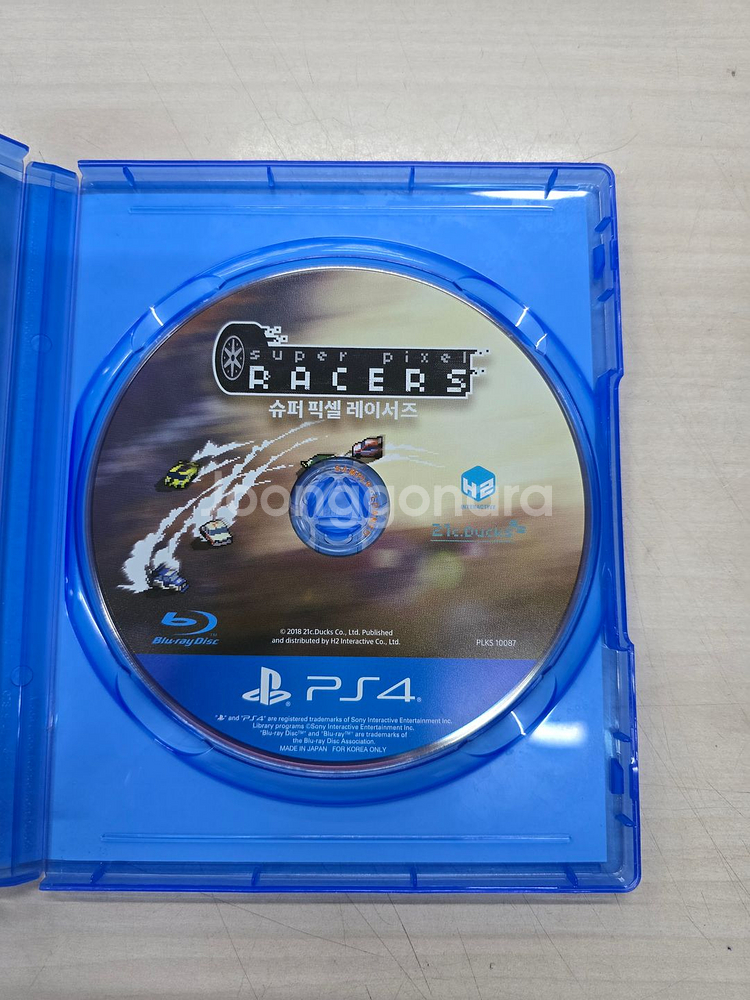 super pixel
RACERS
슈퍼 픽셀 레이서즈
Joonggonara
H2
INTERACTIVE
21c.Ducks
Blu-ray Disc™
© 2018 21c.Ducks Co., Ltd. Published
and distributed by H2 Interactive Co., Ltd.
PLKS 10087
PS4
"PS" and "PS4" are registered trademarks of Sony Interactive Entertainment Inc.
Library programs ©Sony Interactive Entertainment Inc.
"Blu-ray Disc™" and "Blu-ray™" are trademarks of
the Blu-ray Disc Association.
MADE IN JAPAN FOR KOREA ONLY